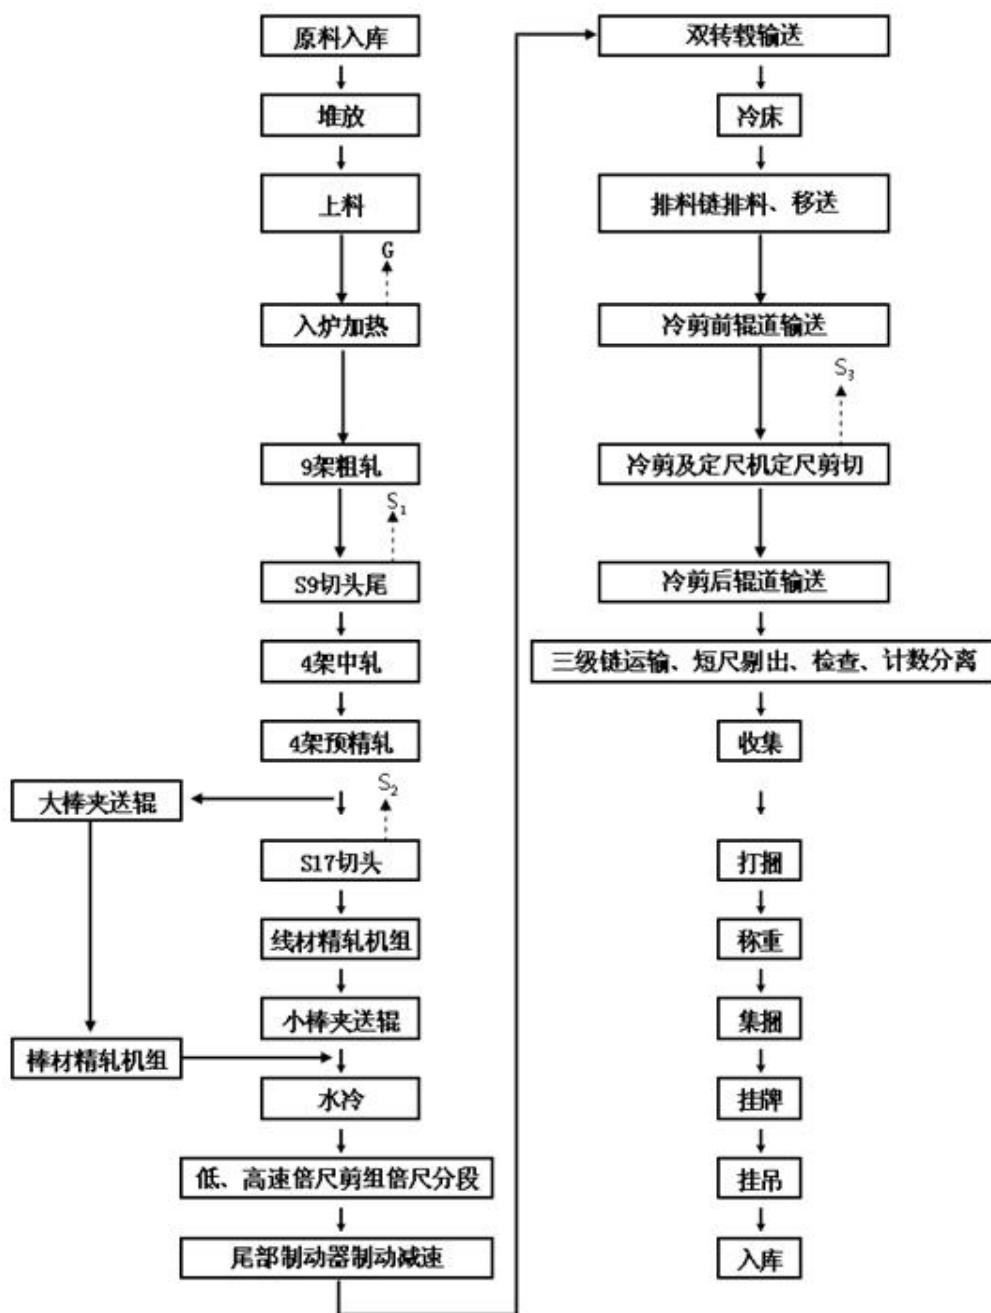 原料入库
堆放
上料
G
入炉加热
9架粗轧
S₁
S9切头尾
4架中轧
4架预精轧
大棒夹送辊
S₂
S17切头
线材精轧机组
小棒夹送辊
棒材精轧机组
水冷
低、高速倍尺剪组倍尺分段
尾部制动器制动减速
双转毂输送
冷床
排料链排料、移送
冷剪前辊道输送
S₃
冷剪及定尺机定尺剪切
冷剪后辊道输送
三级链运输、短尺剔出、检查、计数分离
收集
打捆
称重
集捆
挂牌
挂吊
入库